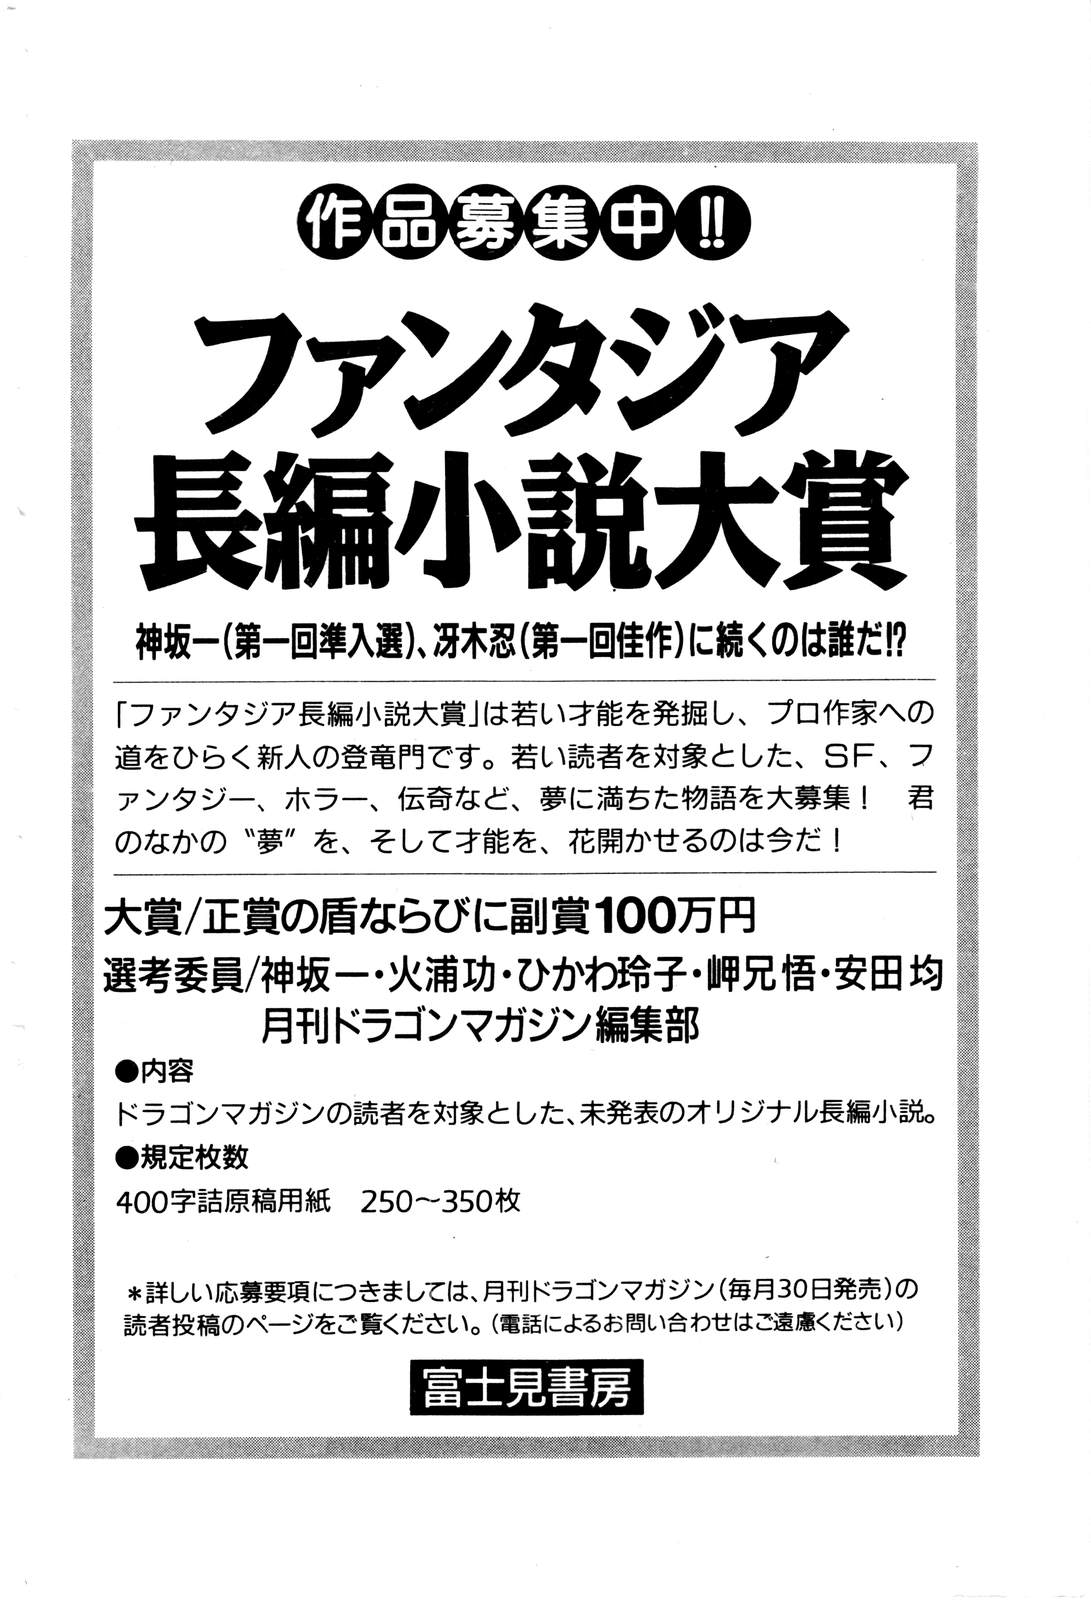 作品募集中!!
ファンタジア
長編小説大賞
神坂一(第一回準入選)、冴木忍(第一回佳作)に続くのは誰だ!?
「ファンタジア長編小説大賞」は若い才能を発掘し、プロ作家への
道をひらく新人の登竜門です。若い読者を対象とした、SF、フ
ァンタジー、ホラー、伝奇など、夢に満ちた物語を大募集！　君
のなかの〝夢〟を、そして才能を、花開かせるのは今だ！
大賞/正賞の盾ならびに副賞100万円
選考委員/神坂一・火浦功・ひかわ玲子・岬兄悟・安田均
月刊ドラゴンマガジン編集部
●内容
ドラゴンマガジンの読者を対象とした、未発表のオリジナル長編小説。
●規定枚数
400字詰原稿用紙　250～350枚
＊詳しい応募要項につきましては、月刊ドラゴンマガジン(毎月30日発売)の
読者投稿のページをご覧ください。(電話によるお問い合わせはご遠慮ください)
富士見書房